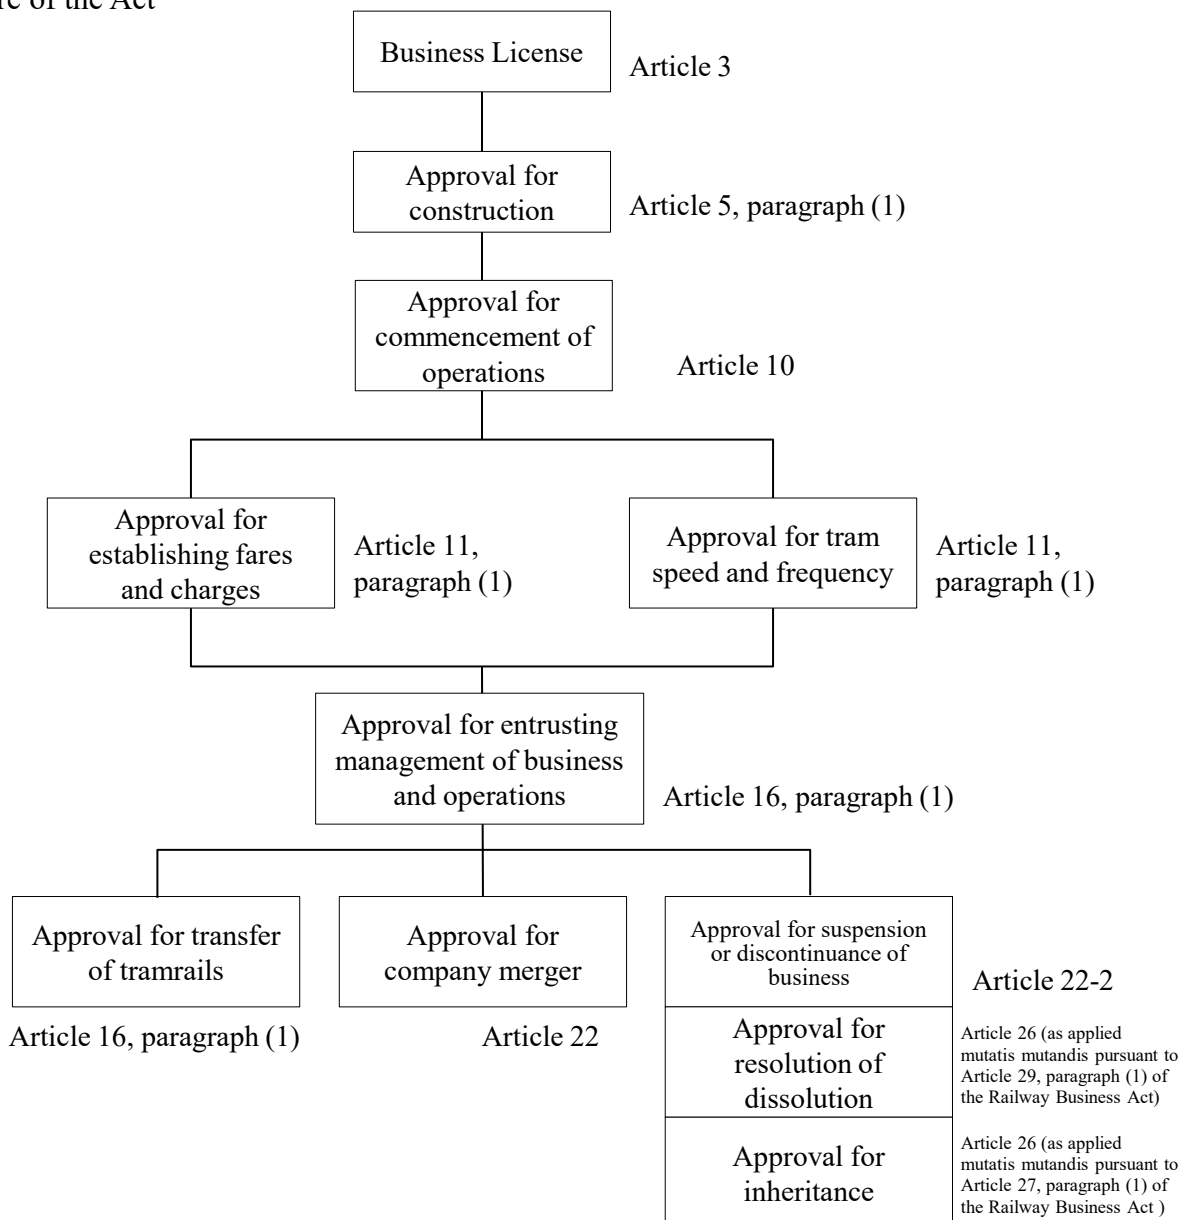 re of the Act
Business License
Article 3
Approval for
construction
Article 5, paragraph (1)
Approval for
commencement of
operations
Article 10
Approval for
establishing fares
and charges
Article 11,
paragraph (1)
Approval for tram
speed and frequency
Article 11,
paragraph (1)
Approval for entrusting
management of business
and operations
Article 16, paragraph (1)
Approval for transfer
of tramrails
Article 16, paragraph (1)
Approval for
company merger
Article 22
Approval for suspension
or discontinuance of
business
Article 22-2
Approval for
resolution of
dissolution
Article 26 (as applied
mutatis mutandis pursuant to
Article 29, paragraph (1) of
the Railway Business Act)
Approval for
inheritance
Article 26 (as applied
mutatis mutandis pursuant to
Article 27, paragraph (1) of
the Railway Business Act )